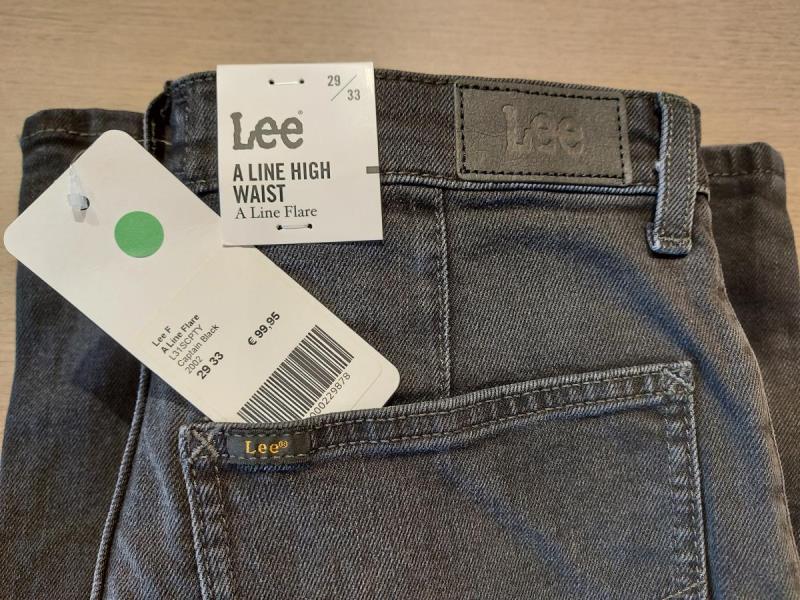 29
33
Lee®
A LINE HIGH
WAIST
A Line Flare
Lee
Lee F
A Line Flare
L31SCPTY
Captain Black
2002
29 33
€ 99,95
000229878
Lee®